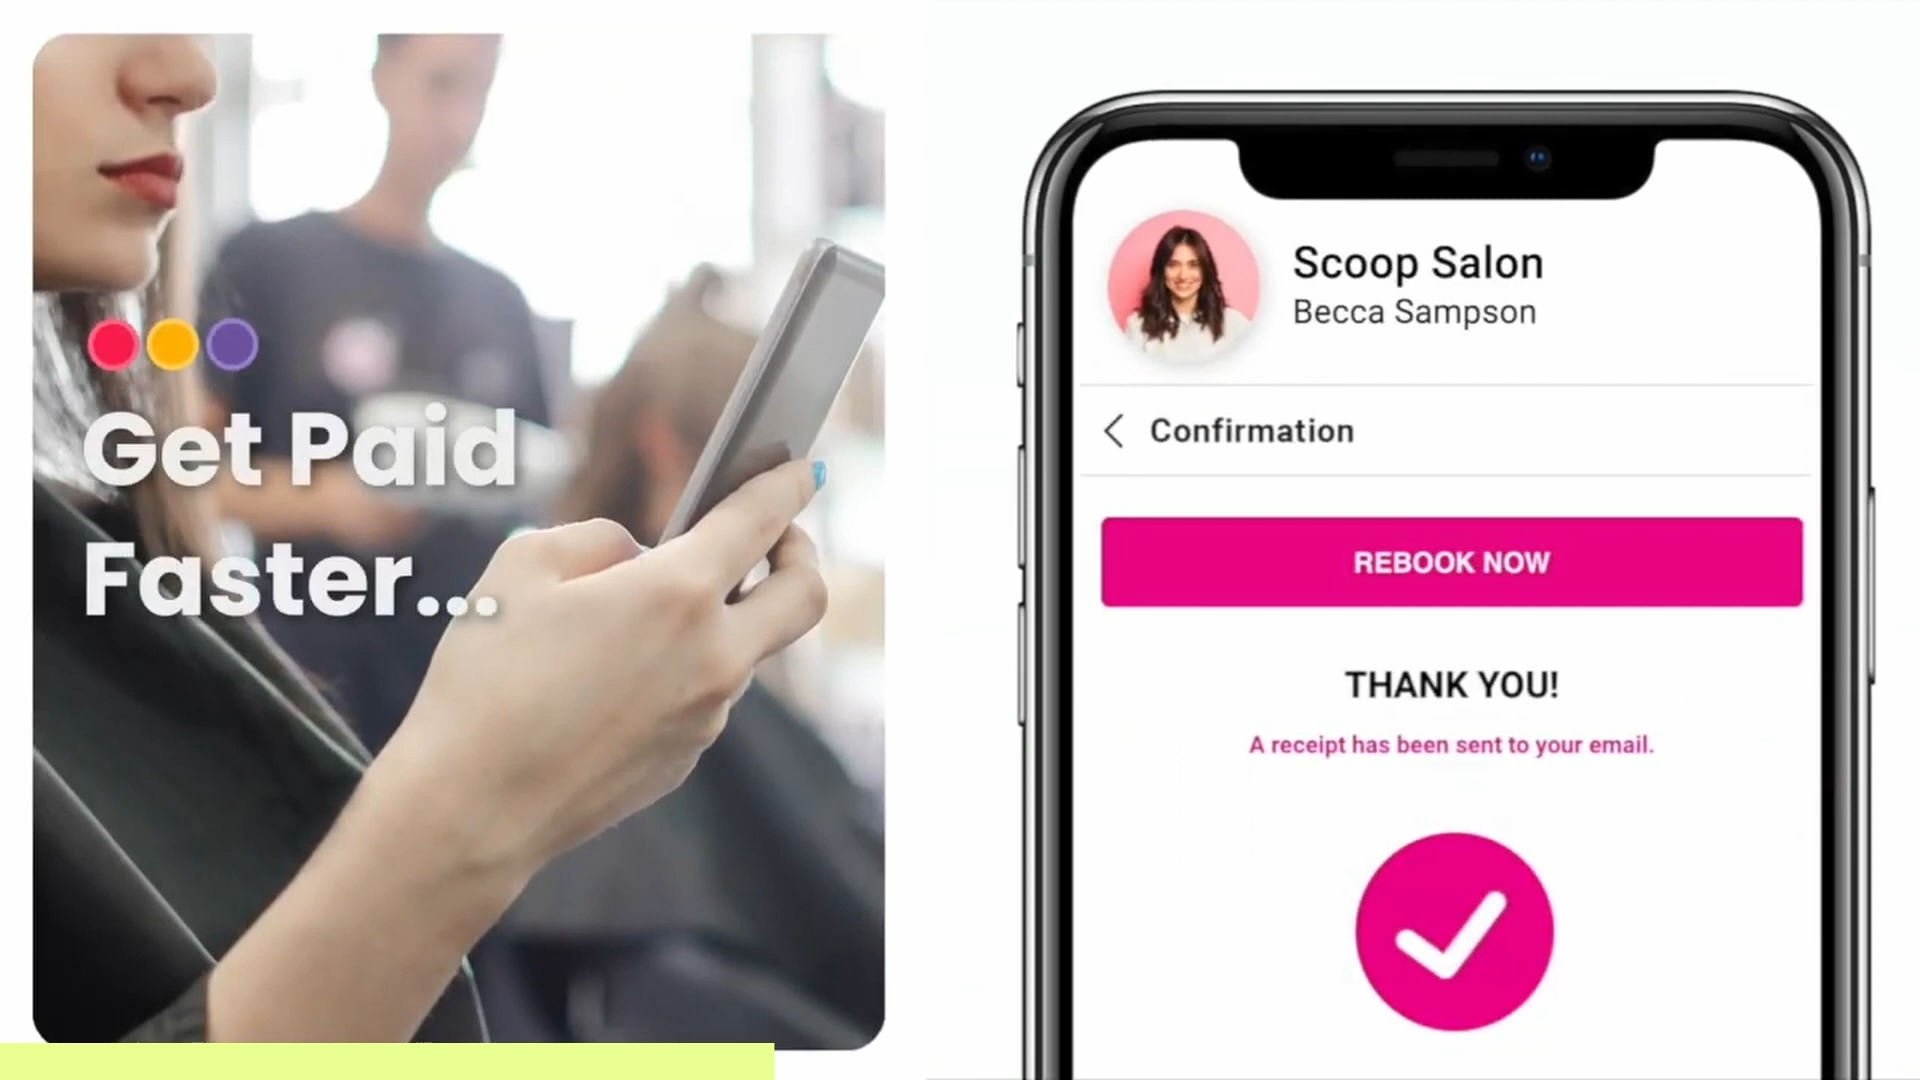 Get Paid
Faster...
Scoop Salon
Becca Sampson
Confirmation
REBOOK NOW
THANK YOU!
A receipt has been sent to your email.